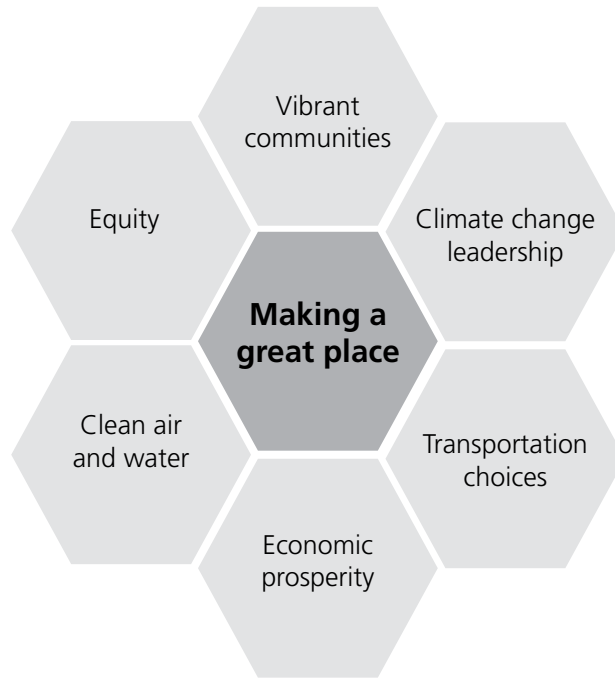 Vibrant
communities
Equity
Climate change
leadership
Making a
great place
Clean air
and water
Transportation
choices
Economic
prosperity